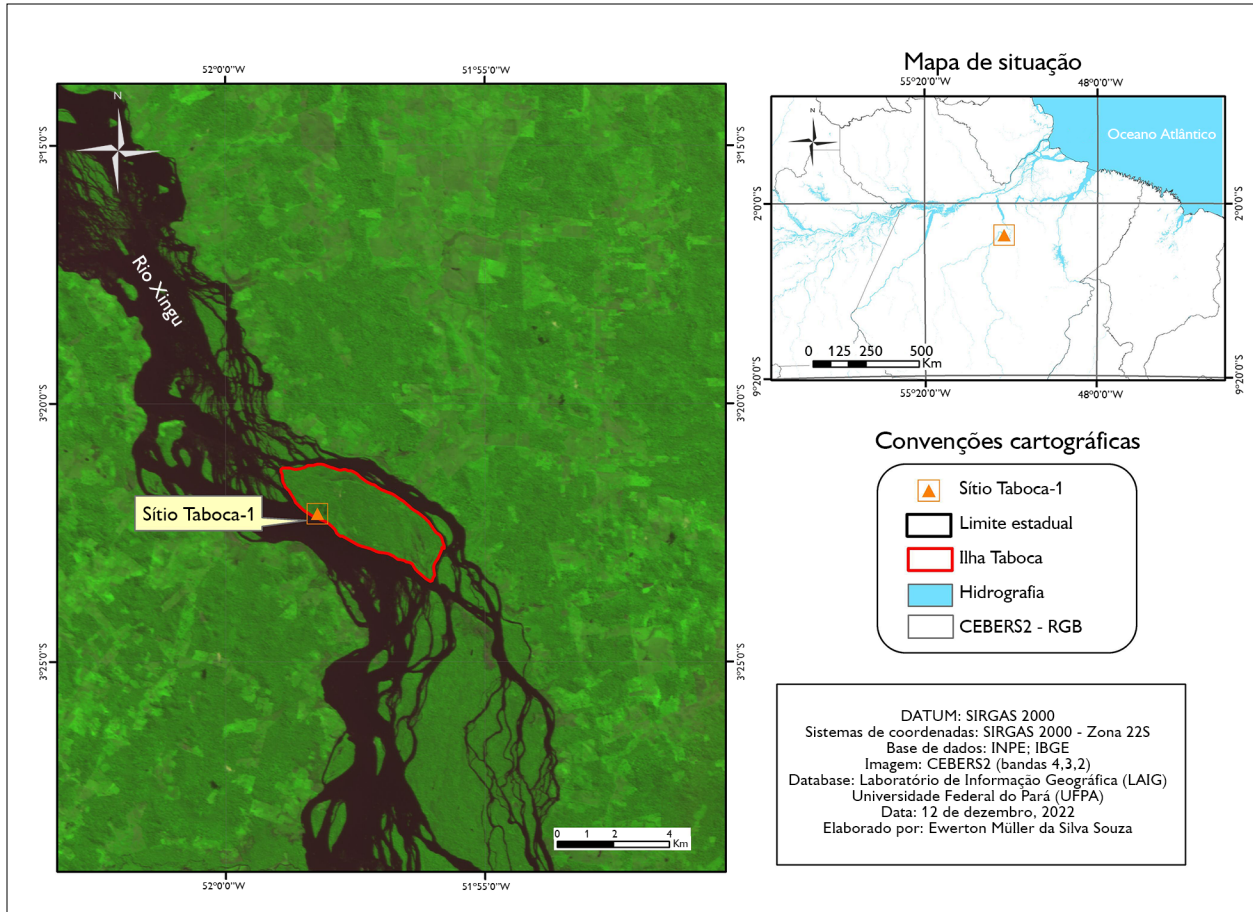 52°0'0"W
51°55'0"W
N
3°15'0"S
3°15'0"S
Rio Xingu
3°20'0"S
3°20'0"S
Sítio Taboca-1
3°25'0"S
3°25'0"S
0 1 2 4
Km
52°0'0"W
51°55'0"W
Mapa de situação
55°20'0"W
48°0'0"W
N
Oceano Atlântico
2°0'0"S
2°0'0"S
0 125 250 500
Km
9°20'0"S
9°20'0"S
55°20'0"W
48°0'0"W
Convenções cartográficas
Sítio Taboca-1
Limite estadual
Ilha Taboca
Hidrografia
CEBERS2 - RGB
DATUM: SIRGAS 2000
Sistemas de coordenadas: SIRGAS 2000 - Zona 22S
Base de dados: INPE; IBGE
Imagem: CEBERS2 (bandas 4,3,2)
Database: Laboratório de Informação Geográfica (LAIG)
Universidade Federal do Pará (UFPA)
Data: 12 de dezembro, 2022
Elaborado por: Ewerton Müller da Silva Souza